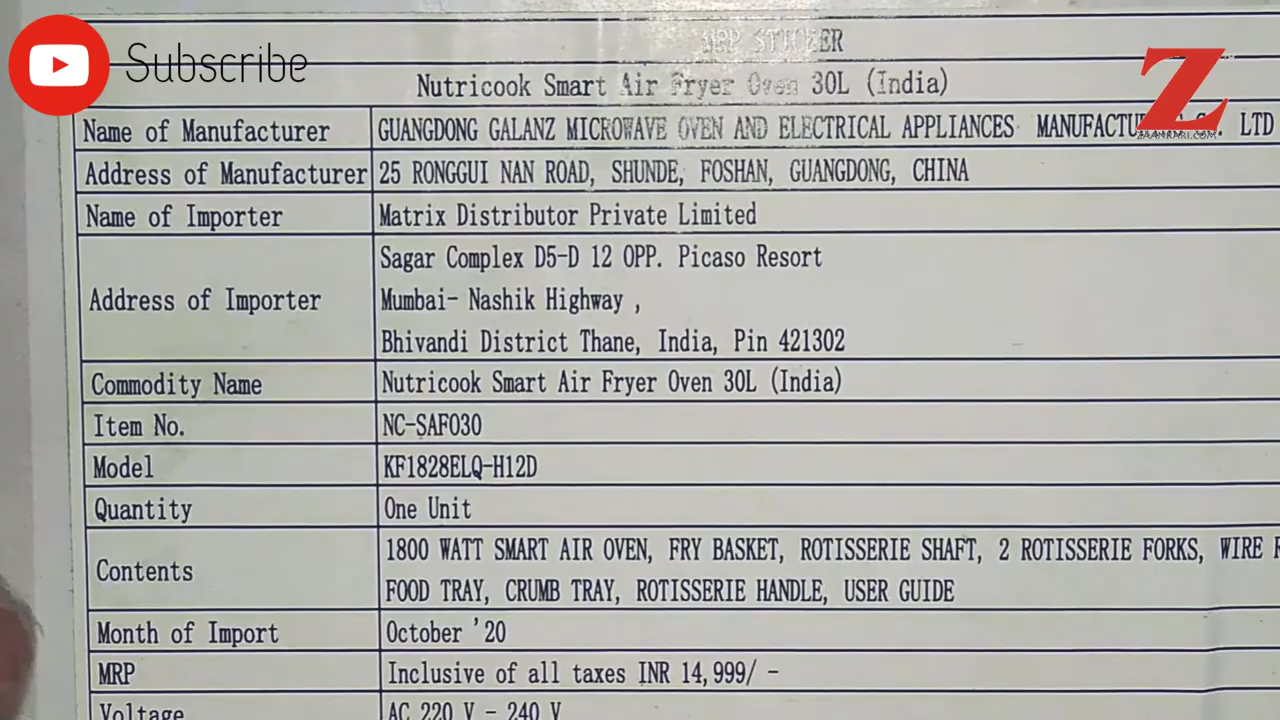 Subscribe
Z
ZAANKARI.COM
MRP STICKER
Nutricook Smart Air Fryer Oven 30L (India)
Name of Manufacturer GUANGDONG GALANZ MICROWAVE OVEN AND ELECTRICAL APPLIANCES MANUFACTURING CO. LTD
Address of Manufacturer 25 RONGGUI NAN ROAD, SHUNDE, FOSHAN, GUANGDONG, CHINA
Name of Importer Matrix Distributor Private Limited
Address of Importer Sagar Complex D5-D 12 OPP. Picaso Resort
Mumbai- Nashik Highway ,
Bhivandi District Thane, India, Pin 421302
Commodity Name Nutricook Smart Air Fryer Oven 30L (India)
Item No. NC-SAFO30
Model KF1828ELQ-H12D
Quantity One Unit
Contents 1800 WATT SMART AIR OVEN, FRY BASKET, ROTISSERIE SHAFT, 2 ROTISSERIE FORKS, WIRE
FOOD TRAY, CRUMB TRAY, ROTISSERIE HANDLE, USER GUIDE
Month of Import October '20
MRP Inclusive of all taxes INR 14,999/ -
Voltage AC 220 V - 240 V